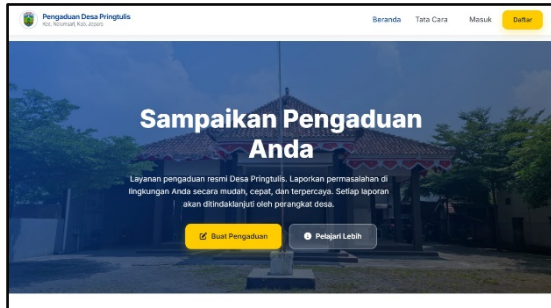 Pengaduan Desa Pringtulis
Kec. Nalumsari, Kab. Jepara
Beranda Tata Cara Masuk Daftar
Sampaikan Pengaduan
Anda
Layanan pengaduan resmi Desa Pringtulis. Laporkan permasalahan di
lingkungan Anda secara mudah, cepat, dan terpercaya. Setiap laporan
akan ditindaklanjuti oleh perangkat desa.
Buat Pengaduan Pelajari Lebih